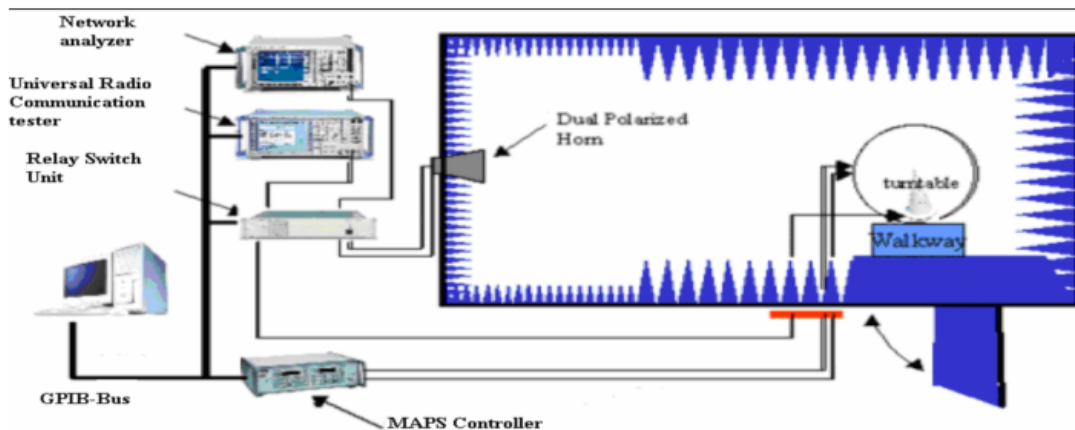 Network
analyzer
Universal Radio
Communication
tester
Relay Switch
Unit
Dual Polarized
Horn
turntable
Walkway
GPIB-Bus
MAPS Controller